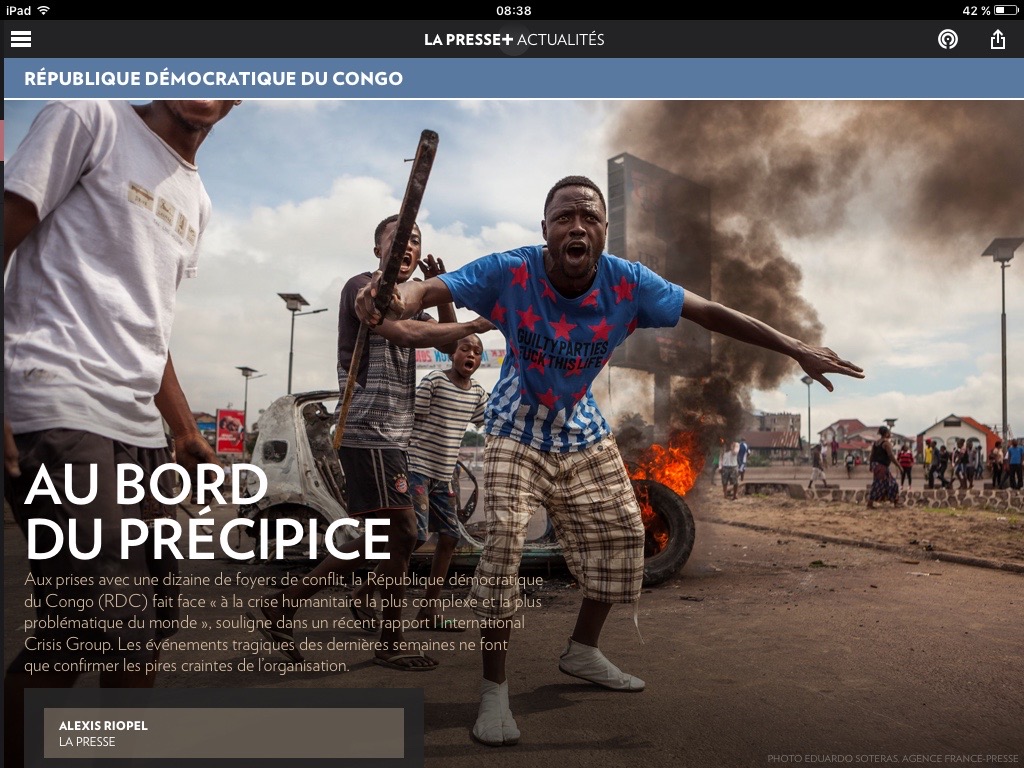 iPad 08:38 42 %
LA PRESSE+ ACTUALITÉS
RÉPUBLIQUE DÉMOCRATIQUE DU CONGO
GUILTY PARTIES
FUCK THIS LIFE
AU BORD
DU PRÉCIPICE
Aux prises avec une dizaine de foyers de conflit, la République démocratique
du Congo (RDC) fait face « à la crise humanitaire la plus complexe et la plus
problématique du monde », souligne dans un récent rapport l’International
Crisis Group. Les événements tragiques des dernières semaines ne font
que confirmer les pires craintes de l’organisation.
ALEXIS RIOPEL
LA PRESSE
PHOTO EDUARDO SOTERAS, AGENCE FRANCE-PRESSE